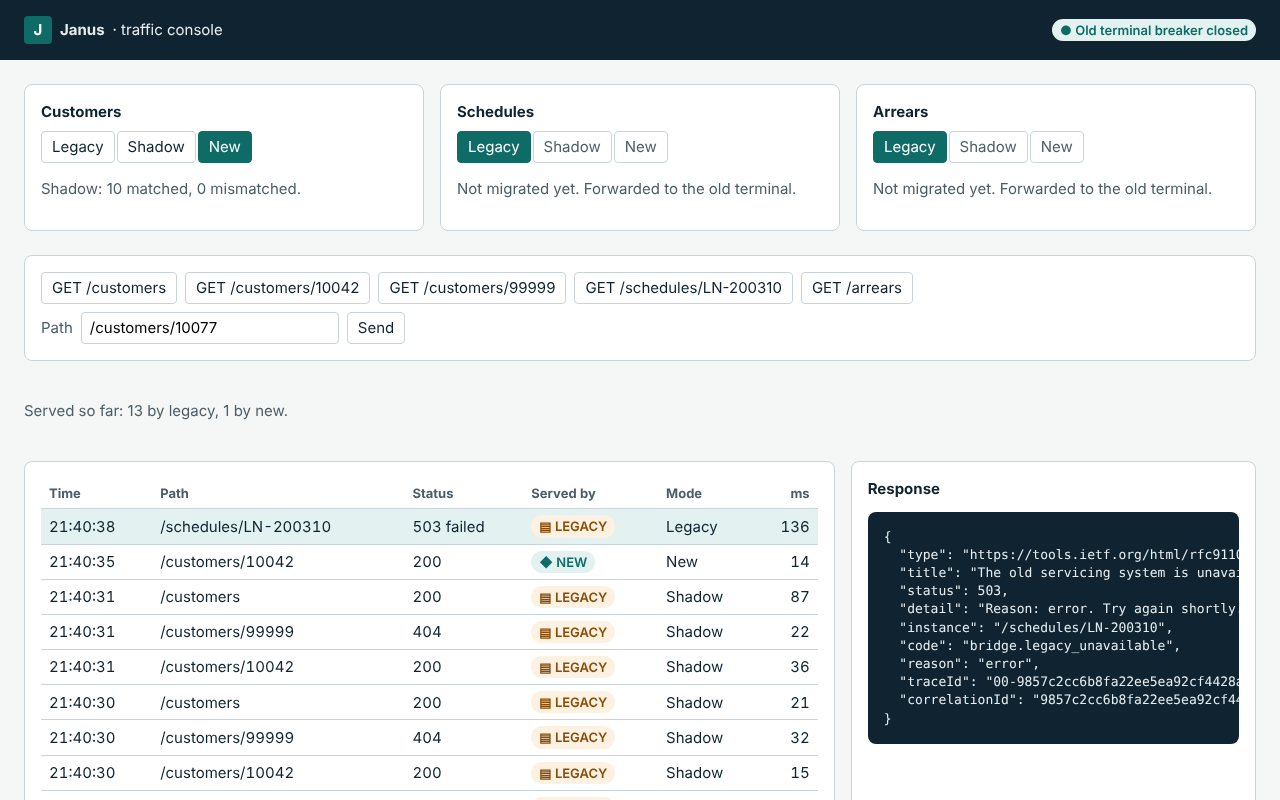 J Janus · traffic console
Old terminal breaker closed
Customers
Legacy Shadow New
Shadow: 10 matched, 0 mismatched.
Schedules
Legacy Shadow New
Not migrated yet. Forwarded to the old terminal.
Arrears
Legacy Shadow New
Not migrated yet. Forwarded to the old terminal.
GET /customers GET /customers/10042 GET /customers/99999 GET /schedules/LN-200310 GET /arrears
Path /customers/10077 Send
Served so far: 13 by legacy, 1 by new.
Time Path Status Served by Mode ms
21:40:38 /schedules/LN-200310 503 failed LEGACY Legacy 136
21:40:35 /customers/10042 200 NEW New 14
21:40:31 /customers 200 LEGACY Shadow 87
21:40:31 /customers/99999 404 LEGACY Shadow 22
21:40:31 /customers/10042 200 LEGACY Shadow 36
21:40:30 /customers 200 LEGACY Shadow 21
21:40:30 /customers/99999 404 LEGACY Shadow 32
21:40:30 /customers/10042 200 LEGACY Shadow 15
Response
{
"type": "https://tools.ietf.org/html/rfc9110
"title": "The old servicing system is unavai
"status": 503,
"detail": "Reason: error. Try again shortly.
"instance": "/schedules/LN-200310",
"code": "bridge.legacy_unavailable",
"reason": "error",
"traceId": "00-9857c2cc6b8fa22ee5ea92cf4428a
"correlationId": "9857c2cc6b8fa22ee5ea92cf44
}